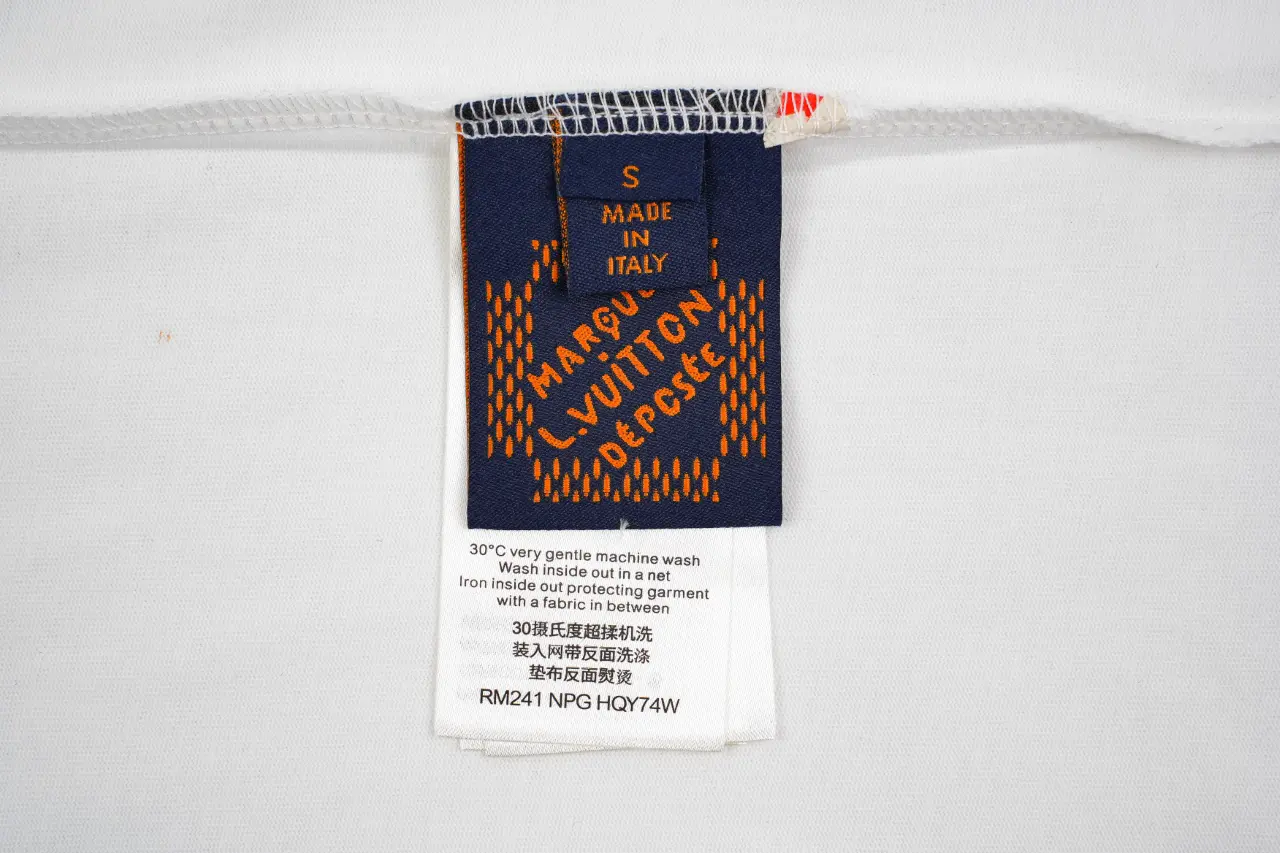 S
MADE
IN
ITALY
MARQUE
L.VUITTON
DÉPOSÉE
30°C very gentle machine wash
Wash inside out in a net
Iron inside out protecting garment
with a fabric in between
30摄氏度超揉机洗
装入网带反面洗涤
垫布反面熨烫
RM241 NPG HQY74W